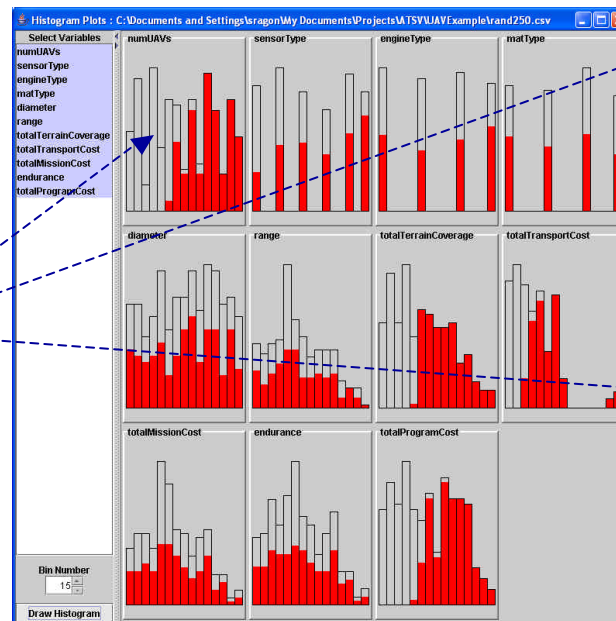 Histogram Plots : C:\Documents and Settings\sragon\My Documents\Projects\ATSV\UAVExample\rand250.csv
Select Variables
numUAVs
sensorType
engineType
matType
diameter
range
totalTerrainCoverage
totalTransportCost
totalMissionCost
endurance
totalProgramCost
numUAVs
sensorType
engineType
matType
diameter
range
totalTerrainCoverage
totalTransportCost
totalMissionCost
endurance
totalProgramCost
Bin Number
15
Draw Histogram